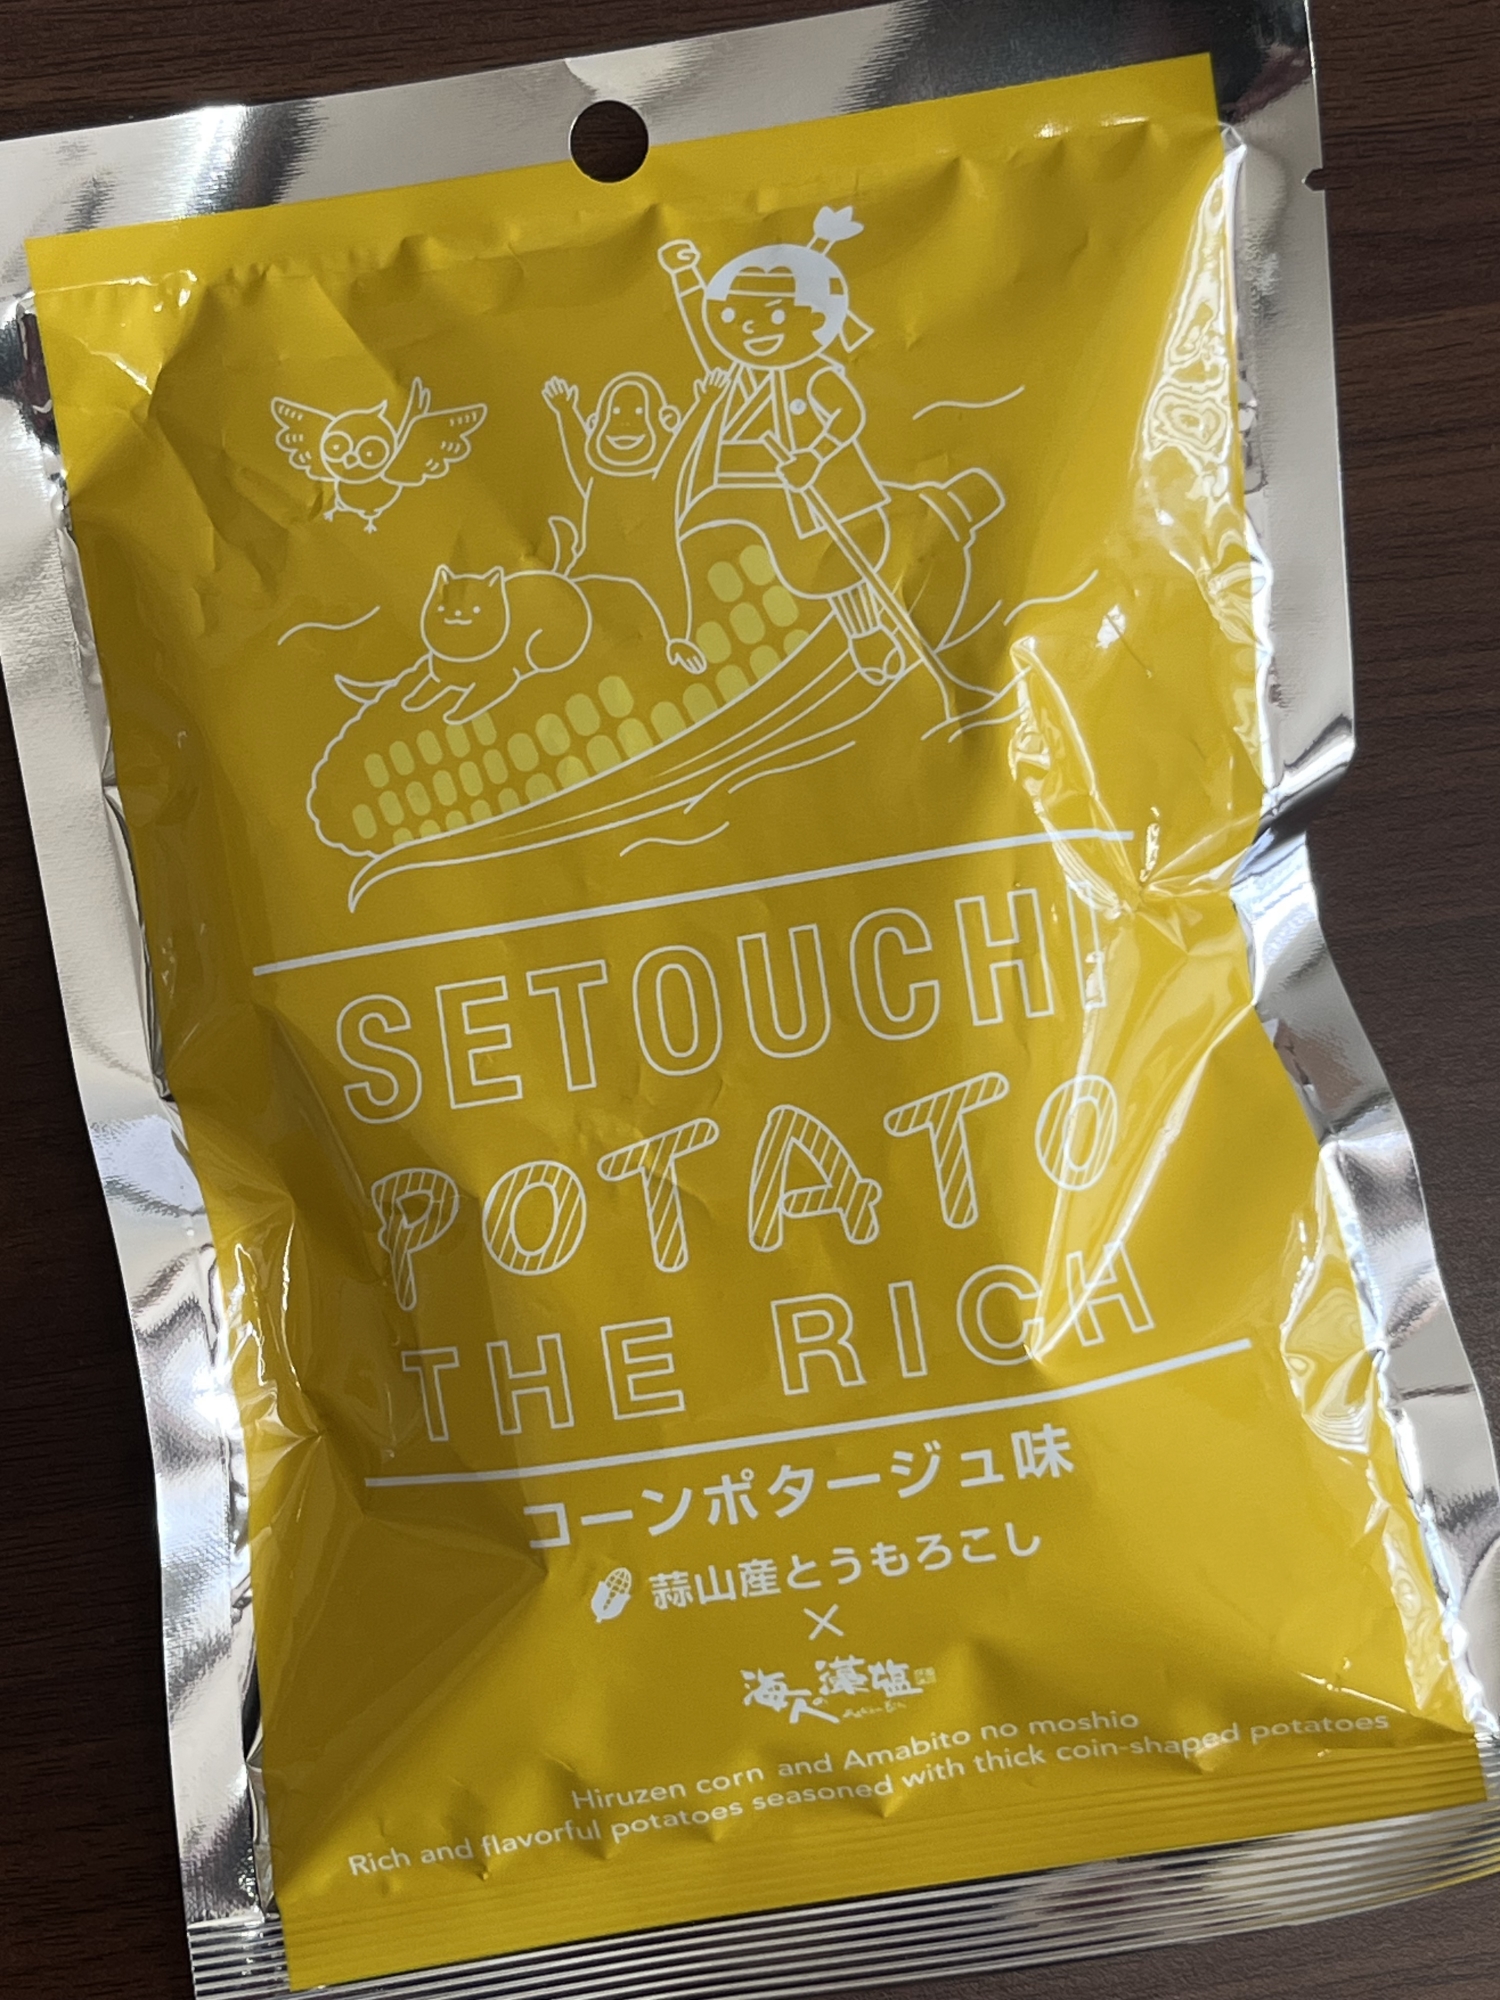 SETOUCHI
POTATO
THE RICH
コーンポタージュ味
蒜山産とうもろこし
×
海人の藻塩
Hiruzen corn and Amabito no moshio
Rich and flavorful potatoes seasoned with thick coin-shaped potatoes